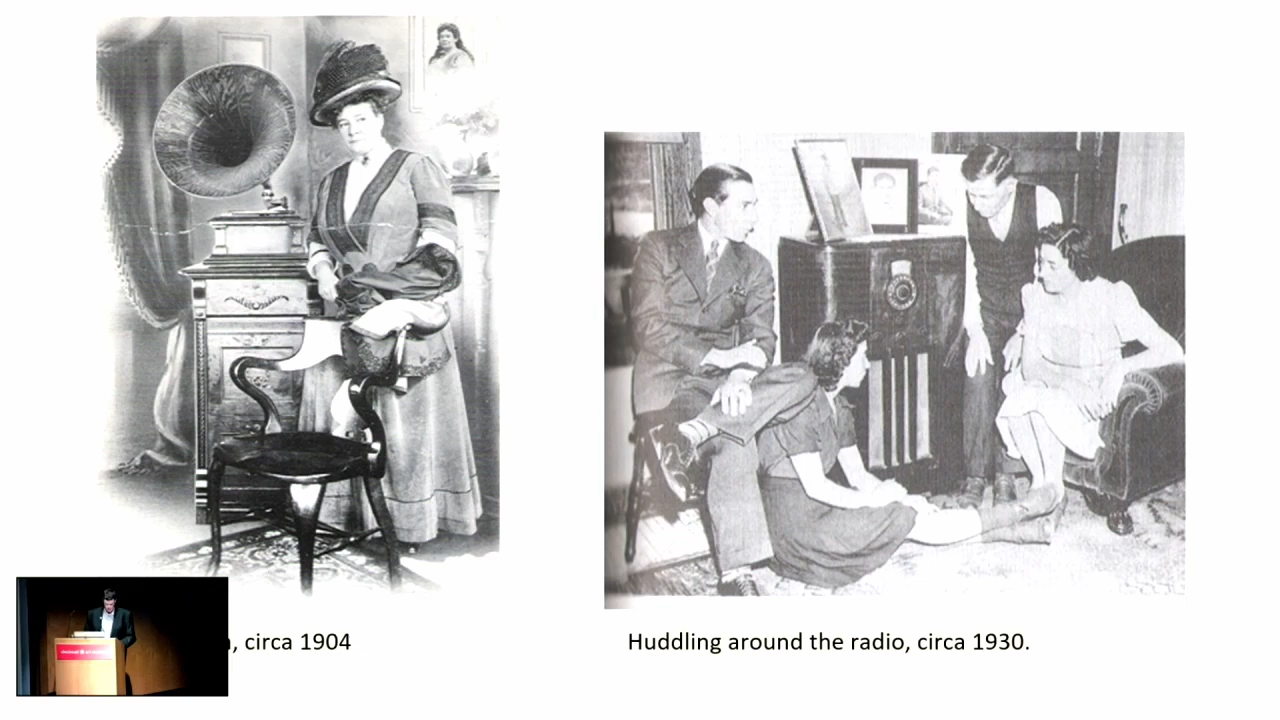 , circa 1904
Huddling around the radio, circa 1930.